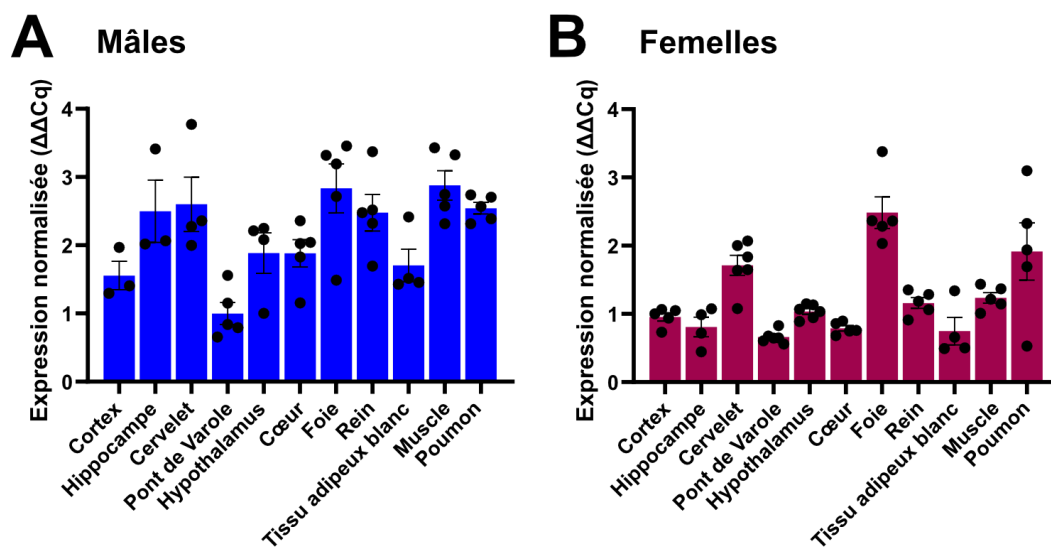 A Mâles
Expression normalisée (ΔΔCq)
4
3
2
1
0
Cortex
Hippocampe
Cervelet
Pont de Varole
Hypothalamus
Cœur
Foie
Rein
Tissu adipeux blanc
Muscle
Poumon
B Femelles
Expression normalisée (ΔΔCq)
4
3
2
1
0
Cortex
Hippocampe
Cervelet
Pont de Varole
Hypothalamus
Cœur
Foie
Rein
Tissu adipeux blanc
Muscle
Poumon